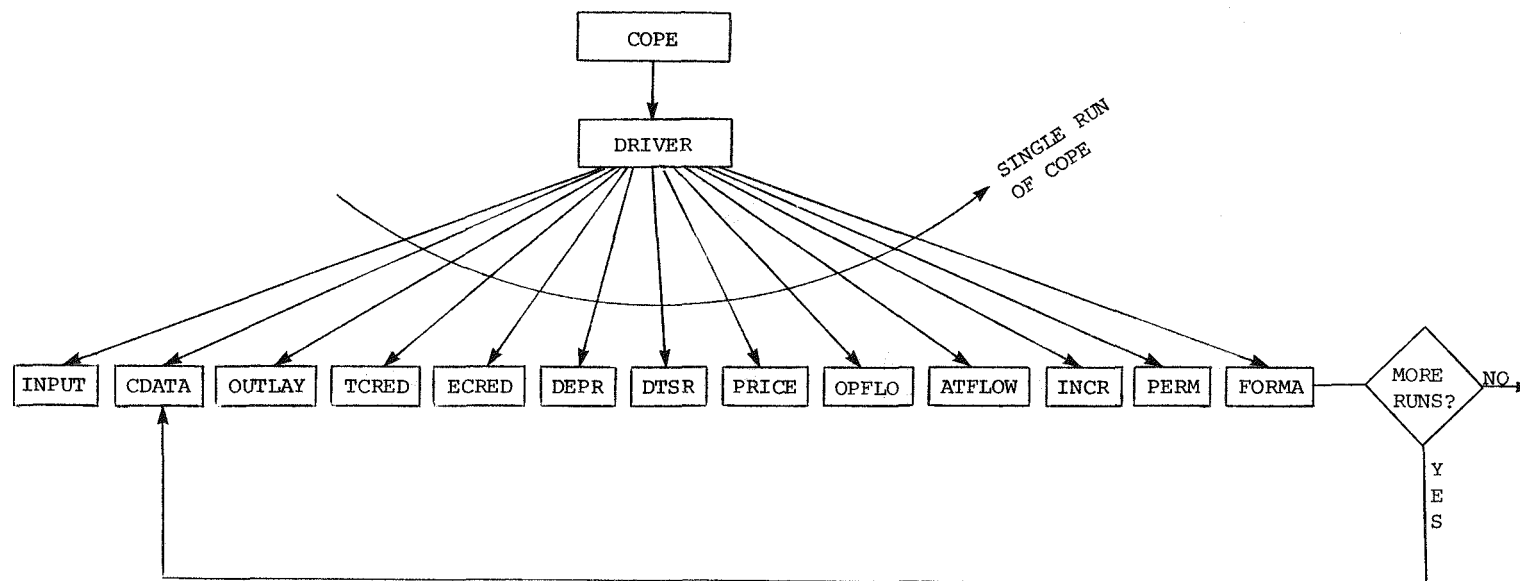 COPE
DRIVER
SINGLE RUN
OF COPE
INPUT
CDATA
OUTLAY
TCRED
ECRED
DEPR
DTSR
PRICE
OPFLO
ATFLOW
INCR
PERM
FORMA
MORE
RUNS?
NO
Y
E
S